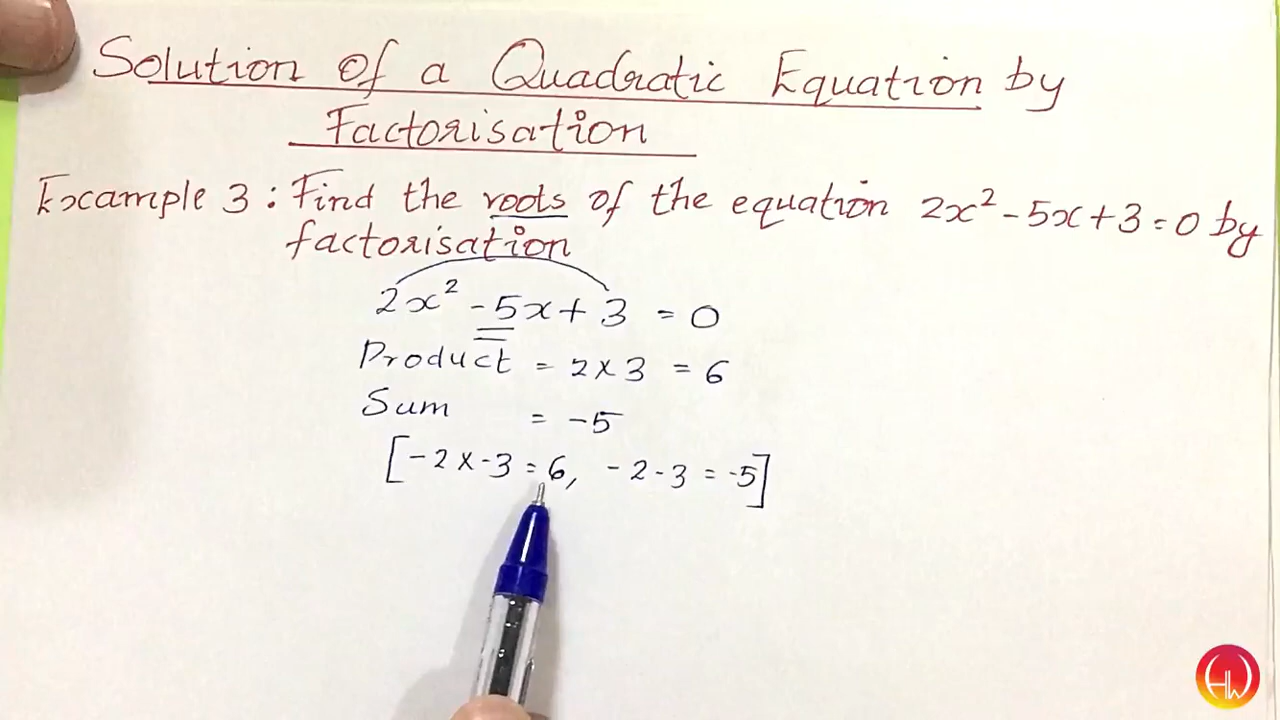 Solution of a Quadratic Equation by
Factorisation
Example 3 : Find the roots of the equation 2x² - 5x + 3 = 0 by
factorisation
2x² - 5x + 3 = 0
Product = 2 x 3 = 6
Sum = -5
[-2 x -3 = 6, -2 - 3 = -5]
HW